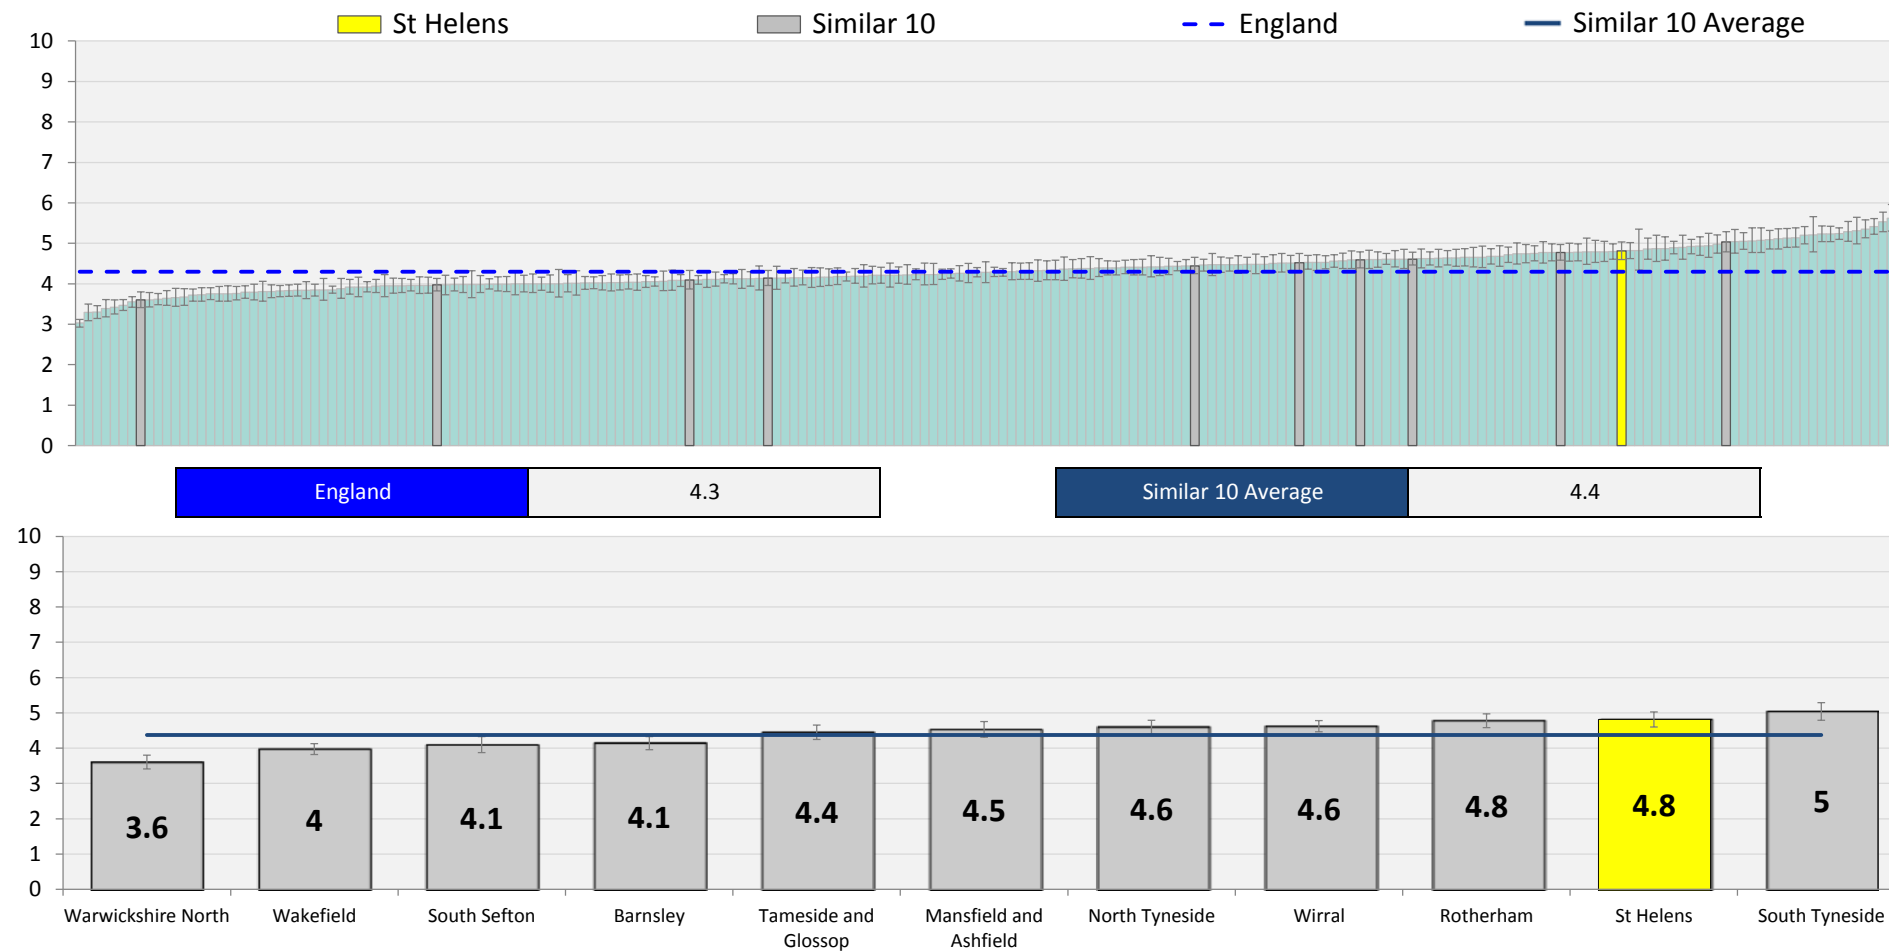 St Helens
Similar 10
England
Similar 10 Average
10
9
8
7
6
5
4
3
2
1
0
England
4.3
Similar 10 Average
4.4
10
9
8
7
6
5
4
3
2
1
0
3.6
4
4.1
4.1
4.4
4.5
4.6
4.6
4.8
4.8
5
Warwickshire North
Wakefield
South Sefton
Barnsley
Tameside and
Glossop
Mansfield and
Ashfield
North Tyneside
Wirral
Rotherham
St Helens
South Tyneside